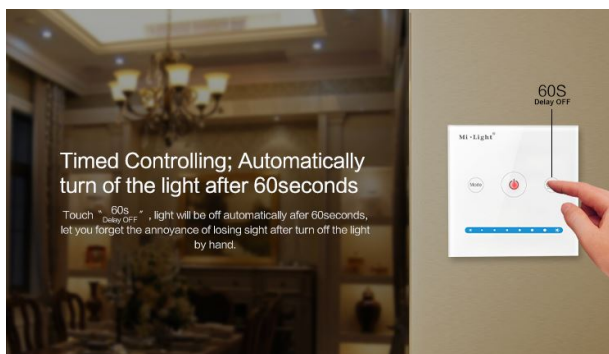 Timed Controlling; Automatically
turn of the light after 60seconds
Touch “ 60s Delay OFF ” , light will be off automatically afer 60seconds,
let you forget the annoyance of losing sight after turn off the light
by hand.
60S
Delay OFF
Mi·Light®